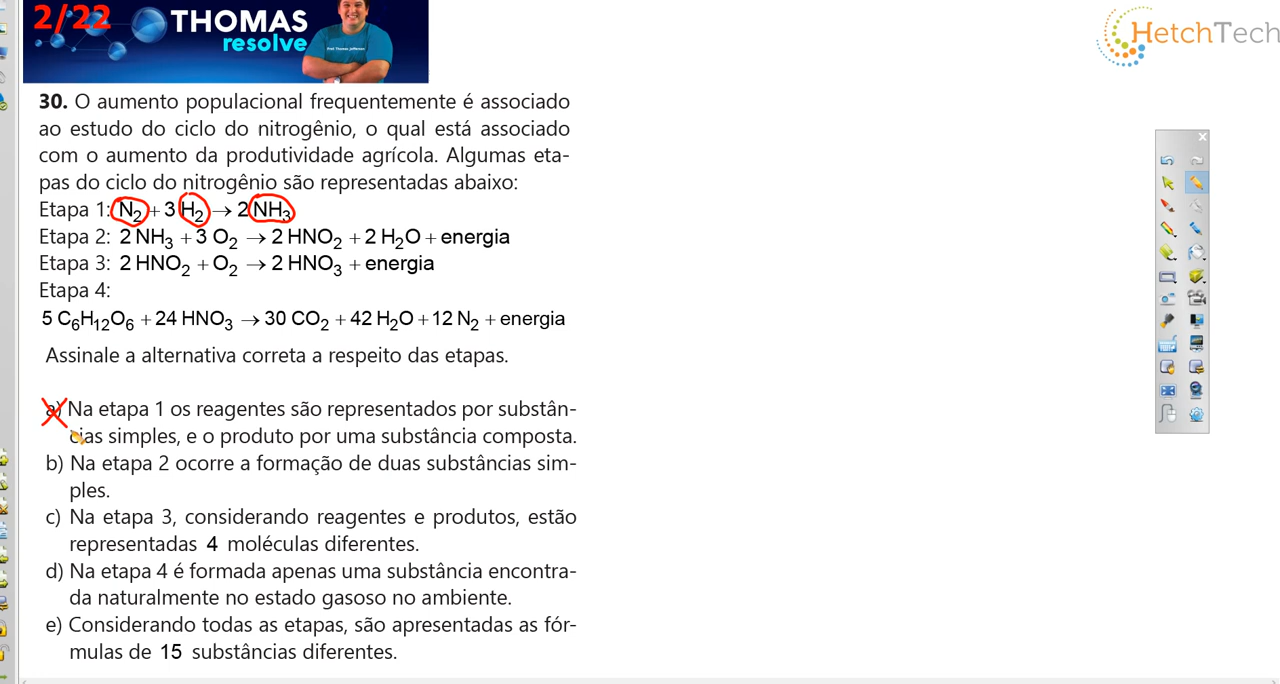 2/22
THOMAS
resolve
Prof. Thomas Jefferson
HetchTech
30. O aumento populacional frequentemente é associado
ao estudo do ciclo do nitrogênio, o qual está associado
com o aumento da produtividade agrícola. Algumas eta-
pas do ciclo do nitrogênio são representadas abaixo:
Etapa 1: N₂ + 3 H₂ → 2 NH₃
Etapa 2: 2 NH₃ + 3 O₂ → 2 HNO₂ + 2 H₂O + energia
Etapa 3: 2 HNO₂ + O₂ → 2 HNO₃ + energia
Etapa 4:
5 C₆H₁₂O₆ + 24 HNO₃ → 30 CO₂ + 42 H₂O + 12 N₂ + energia
Assinale a alternativa correta a respeito das etapas.
a) Na etapa 1 os reagentes são representados por substân-
cias simples, e o produto por uma substância composta.
b) Na etapa 2 ocorre a formação de duas substâncias sim-
ples.
c) Na etapa 3, considerando reagentes e produtos, estão
representadas 4 moléculas diferentes.
d) Na etapa 4 é formada apenas uma substância encontra-
da naturalmente no estado gasoso no ambiente.
e) Considerando todas as etapas, são apresentadas as fór-
mulas de 15 substâncias diferentes.